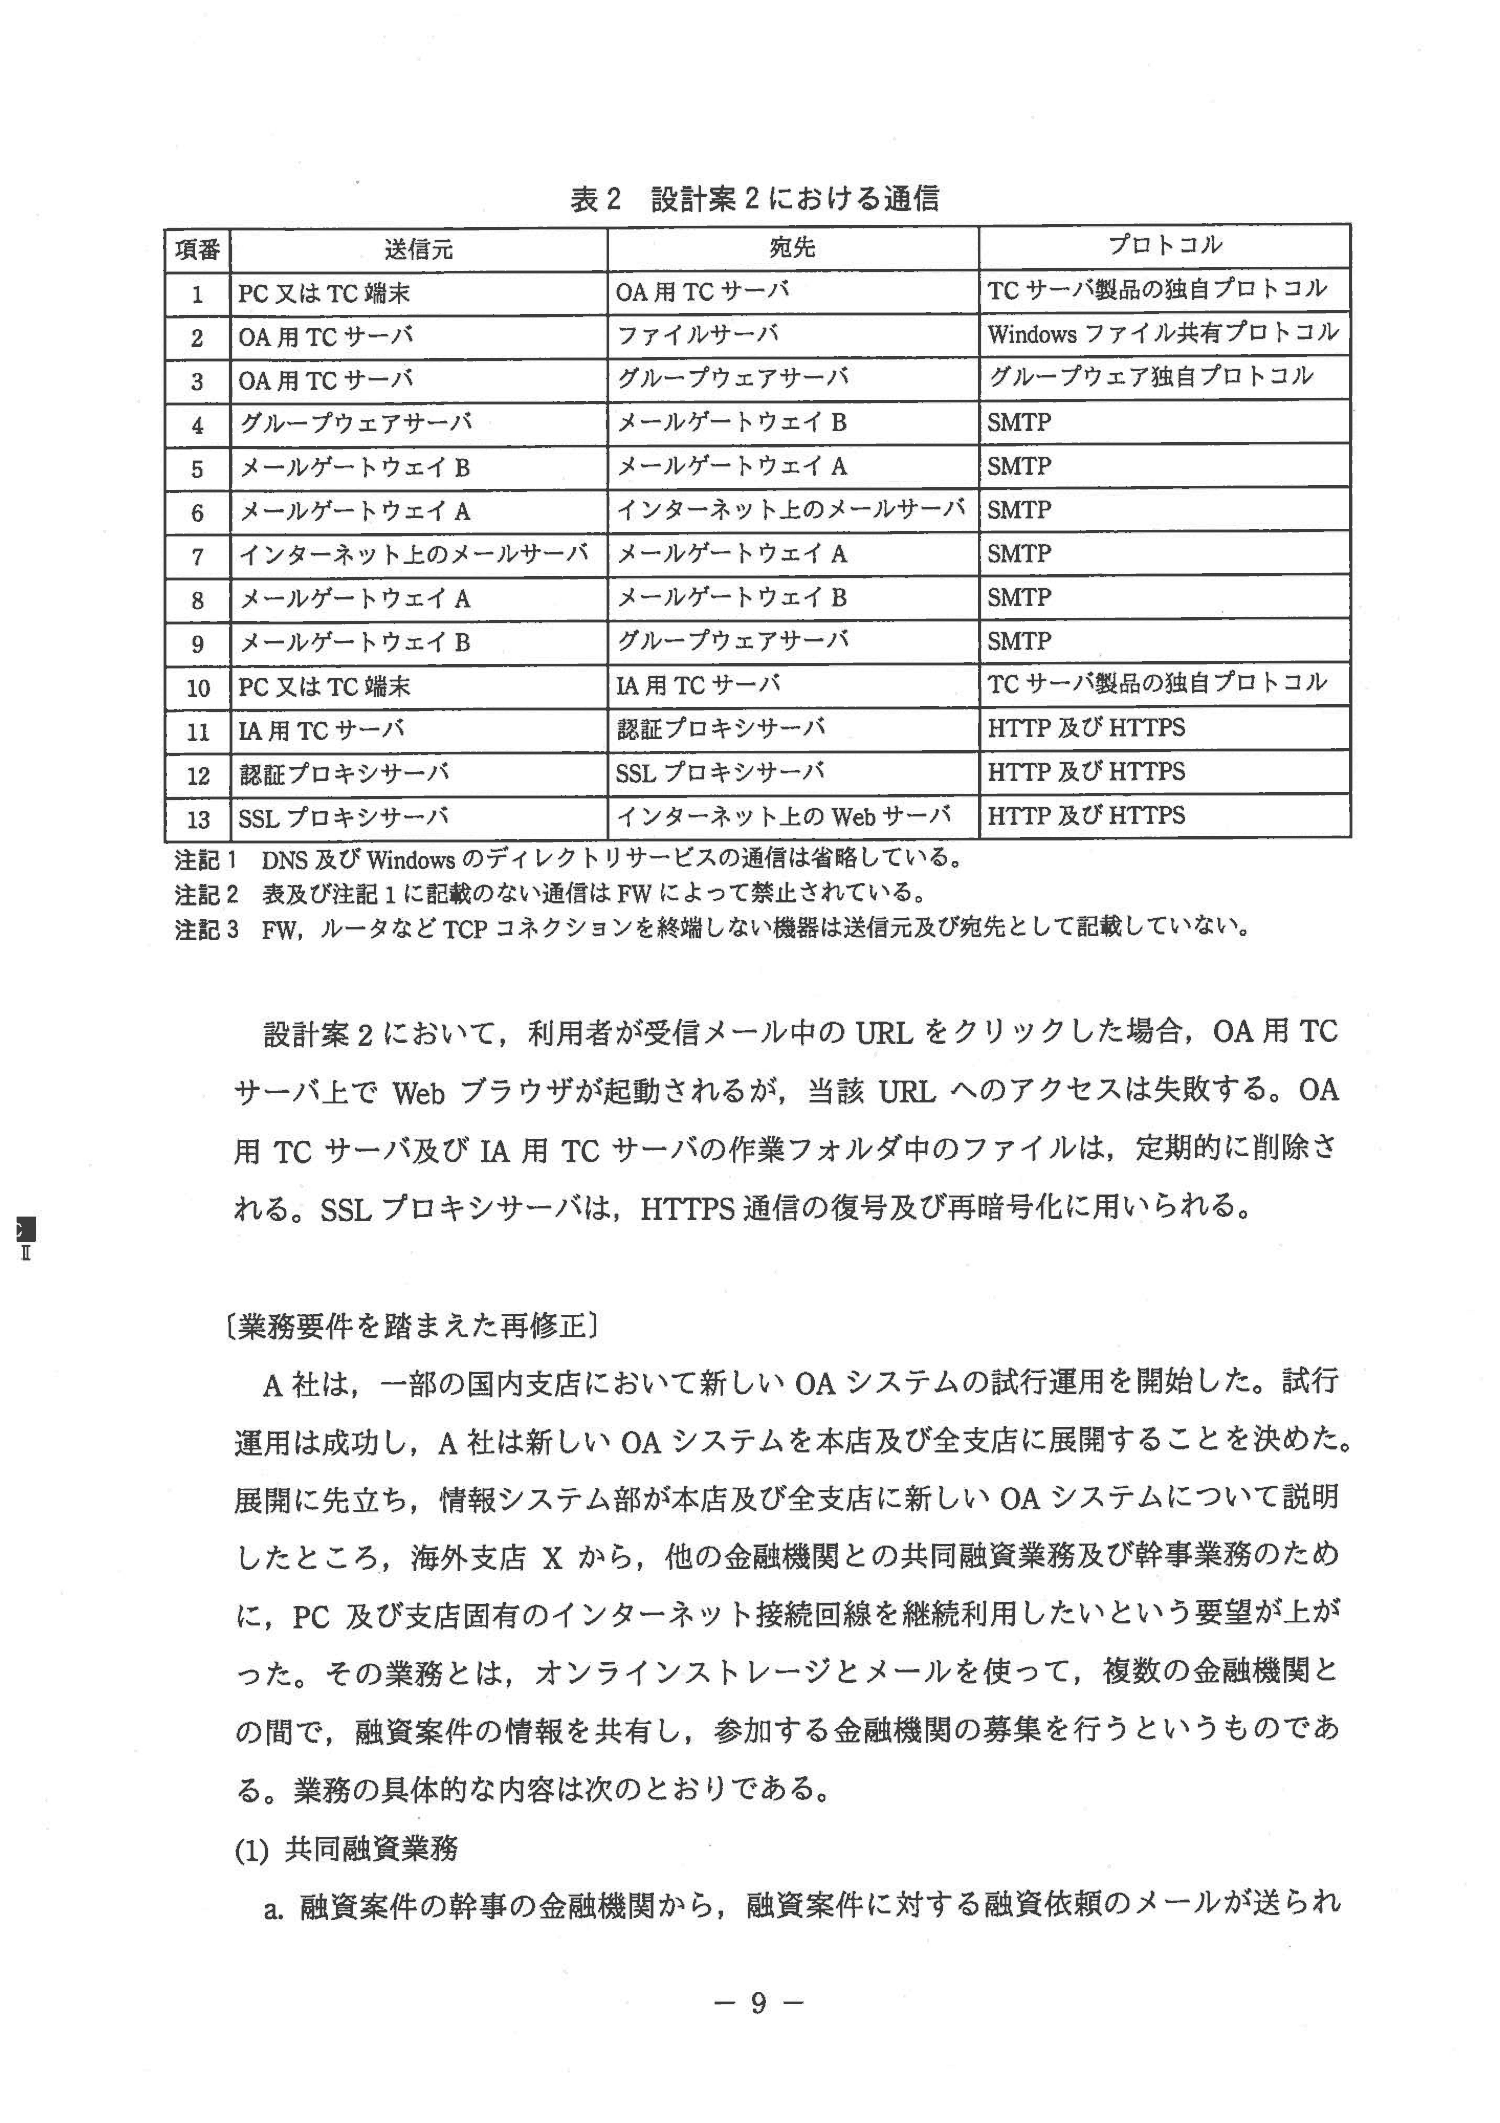 表2 設計案2における通信
項番 送信元 宛先 プロトコル
1 PC 又は TC 端末 OA 用 TC サーバ TC サーバ製品の独自プロトコル
2 OA 用 TC サーバ ファイルサーバ Windows ファイル共有プロトコル
3 OA 用 TC サーバ グループウェアサーバ グループウェア独自プロトコル
4 グループウェアサーバ メールゲートウェイ B SMTP
5 メールゲートウェイ B メールゲートウェイ A SMTP
6 メールゲートウェイ A インターネット上のメールサーバ SMTP
7 インターネット上のメールサーバ メールゲートウェイ A SMTP
8 メールゲートウェイ A メールゲートウェイ B SMTP
9 メールゲートウェイ B グループウェアサーバ SMTP
10 PC 又は TC 端末 IA 用 TC サーバ TC サーバ製品の独自プロトコル
11 IA 用 TC サーバ 認証プロキシサーバ HTTP 及び HTTPS
12 認証プロキシサーバ SSL プロキシサーバ HTTP 及び HTTPS
13 SSL プロキシサーバ インターネット上の Web サーバ HTTP 及び HTTPS
注記1 DNS 及び Windows のディレクトリサービスの通信は省略している。
注記2 表及び注記1に記載のない通信は FW によって禁止されている。
注記3 FW，ルータなど TCP コネクションを終端しない機器は送信元及び宛先として記載していない。
設計案2において，利用者が受信メール中の URL をクリックした場合，OA 用 TC
サーバ上で Web ブラウザが起動されるが，当該 URL へのアクセスは失敗する。OA
用 TC サーバ及び IA 用 TC サーバの作業フォルダ中のファイルは，定期的に削除さ
れる。SSL プロキシサーバは，HTTPS 通信の復号及び再暗号化に用いられる。
II
〔業務要件を踏まえた再修正〕
A 社は，一部の国内支店において新しい OA システムの試行運用を開始した。試行
運用は成功し，A 社は新しい OA システムを本店及び全支店に展開することを決めた。
展開に先立ち，情報システム部が本店及び全支店に新しい OA システムについて説明
したところ，海外支店 X から，他の金融機関との共同融資業務及び幹事業務のため
に，PC 及び支店固有のインターネット接続回線を継続利用したいという要望が上が
った。その業務とは，オンラインストレージとメールを使って，複数の金融機関と
の間で，融資案件の情報を共有し，参加する金融機関の募集を行うというものであ
る。業務の具体的な内容は次のとおりである。
(1) 共同融資業務
a. 融資案件の幹事の金融機関から，融資案件に対する融資依頼のメールが送られ
－ 9 －